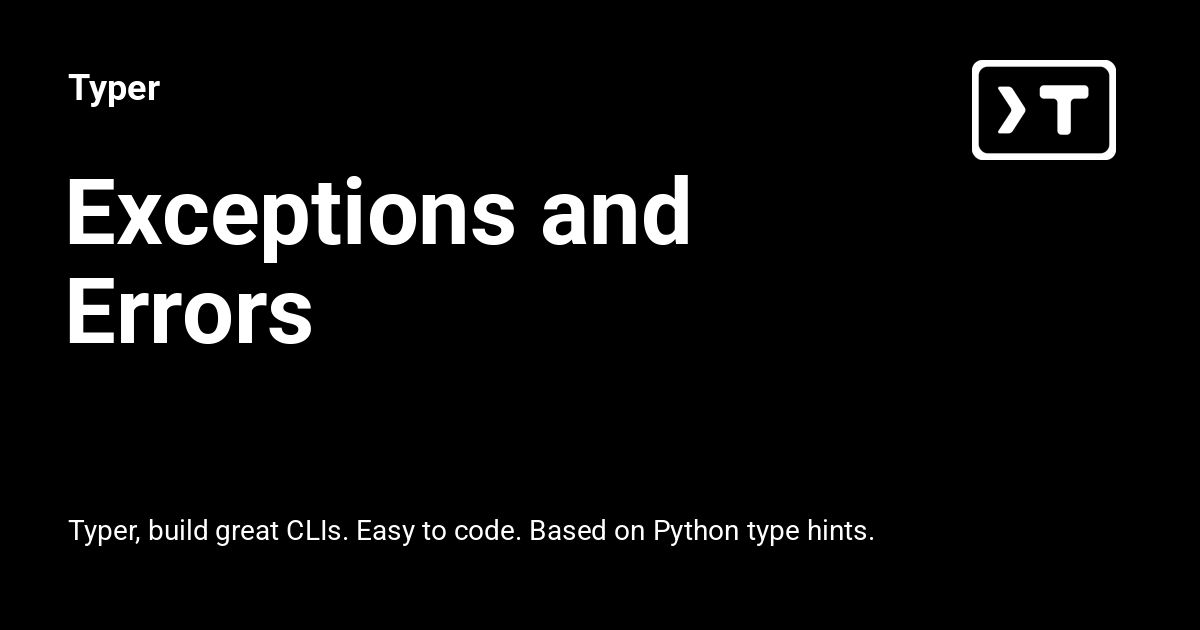 Typer
❯T
Exceptions and
Errors
Typer, build great CLIs. Easy to code. Based on Python type hints.